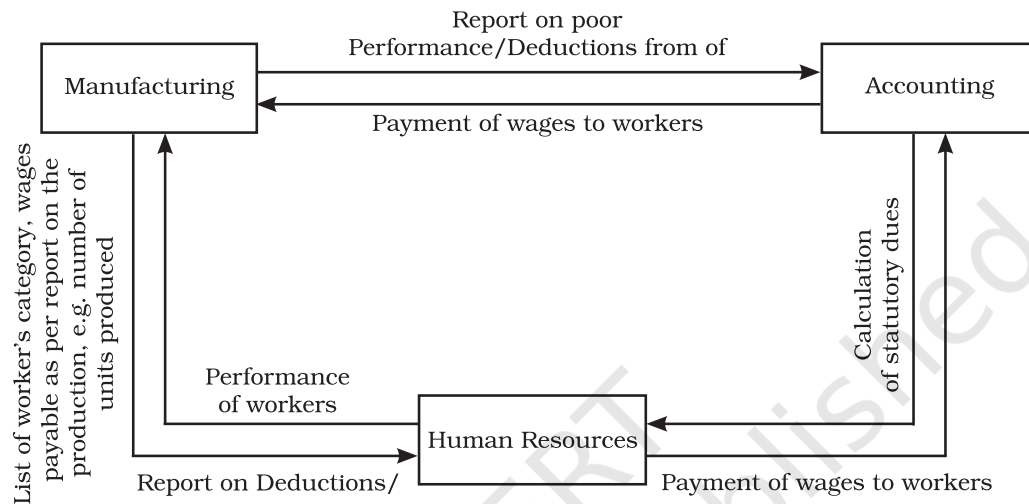 Report on poor
Performance/Deductions from of
Manufacturing
Accounting
Payment of wages to workers
List of worker's category, wages
payable as per report on the
production, e.g. number of
units produced
Calculation
of statutory dues
Performance
of workers
Human Resources
Report on Deductions/
Payment of wages to workers